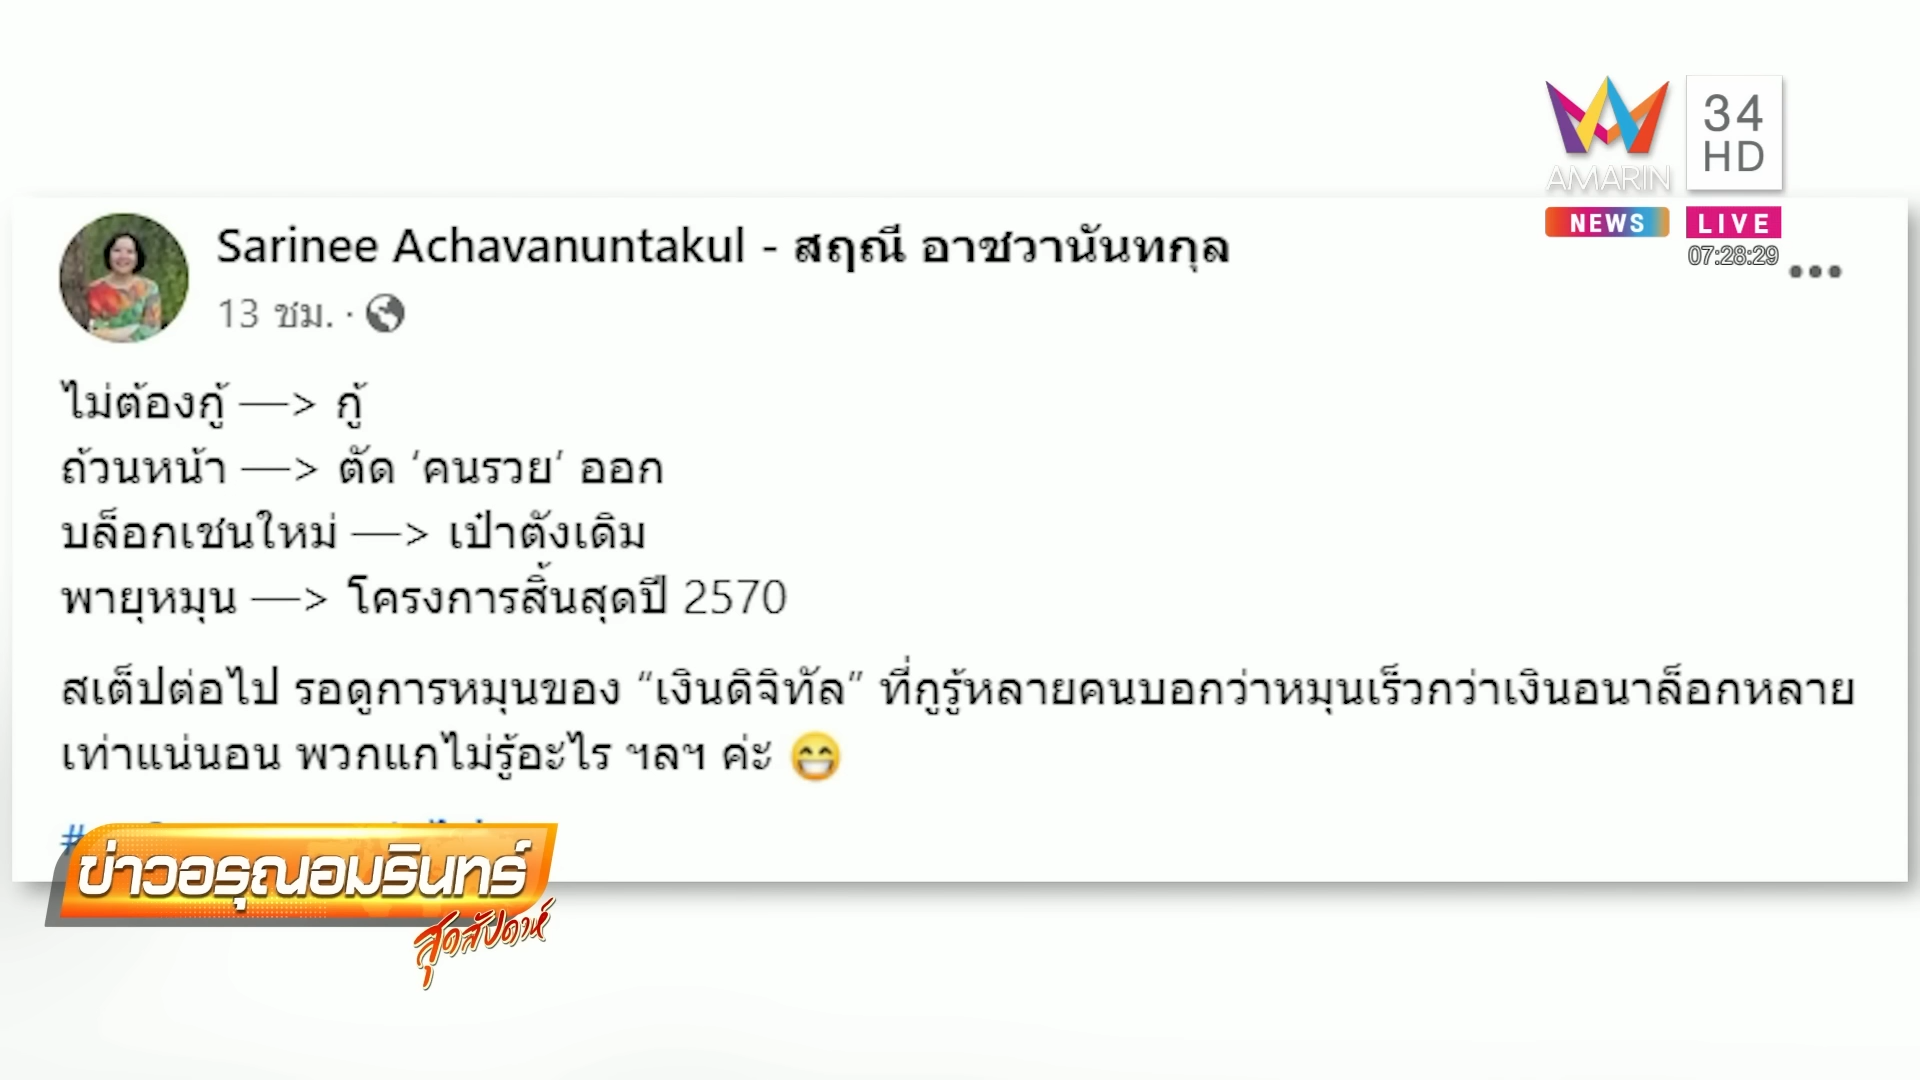 AMARIN
34
HD
NEWS
LIVE
07:28:29
Sarinee Achavanuntakul - สฤณี อาชวานันทกุล
13 ชม. ·
ไม่ต้องกู้ —> กู้
ถ้วนหน้า —> ตัด ‘คนรวย’ ออก
บล็อกเชนใหม่ —> เป๋าตังเดิม
พายุหมุน —> โครงการสิ้นสุดปี 2570
สเต็ปต่อไป รอดูการหมุนของ “เงินดิจิทัล” ที่กูรู้หลายคนบอกว่าหมุนเร็วกว่าเงินอนาล็อกหลาย
เท่าแน่นอน พวกแกไม่รู้อะไร ฯลฯ ค่ะ 😁
#
ข่าวอรุณอมรินทร์
สุดสัปดาห์